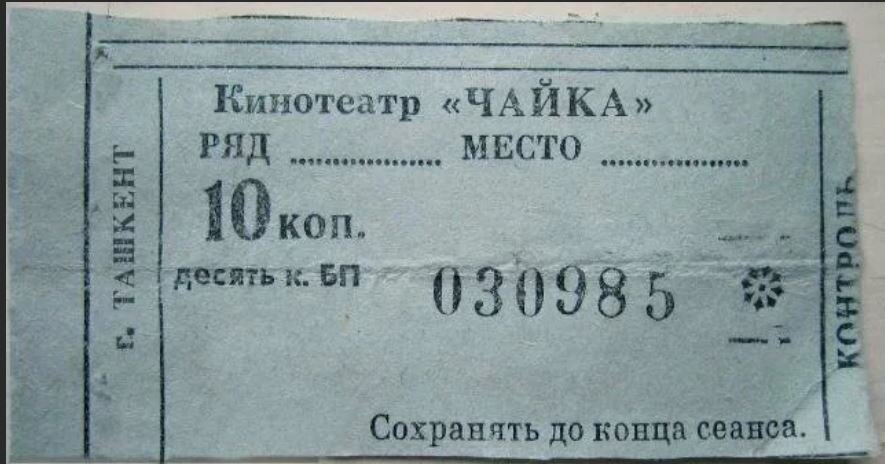 г. ТАШКЕНТ
Кинотеатр «ЧАЙКА»
РЯД ................ МЕСТО ................
10 коп.
десять к. БП
030985
Сохранять до конца сеанса.
КОНТРОЛЬ